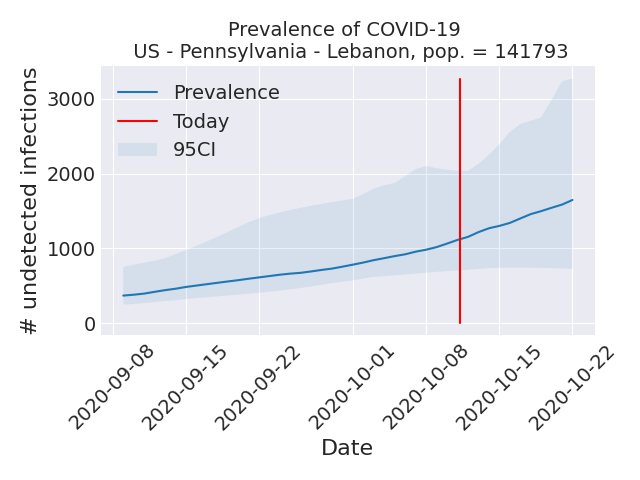 Prevalence of COVID-19
US - Pennsylvania - Lebanon, pop. = 141793
# undetected infections
3000
2000
1000
0
Prevalence
Today
95CI
2020-09-08
2020-09-15
2020-09-22
2020-10-01
2020-10-08
2020-10-15
2020-10-22
Date